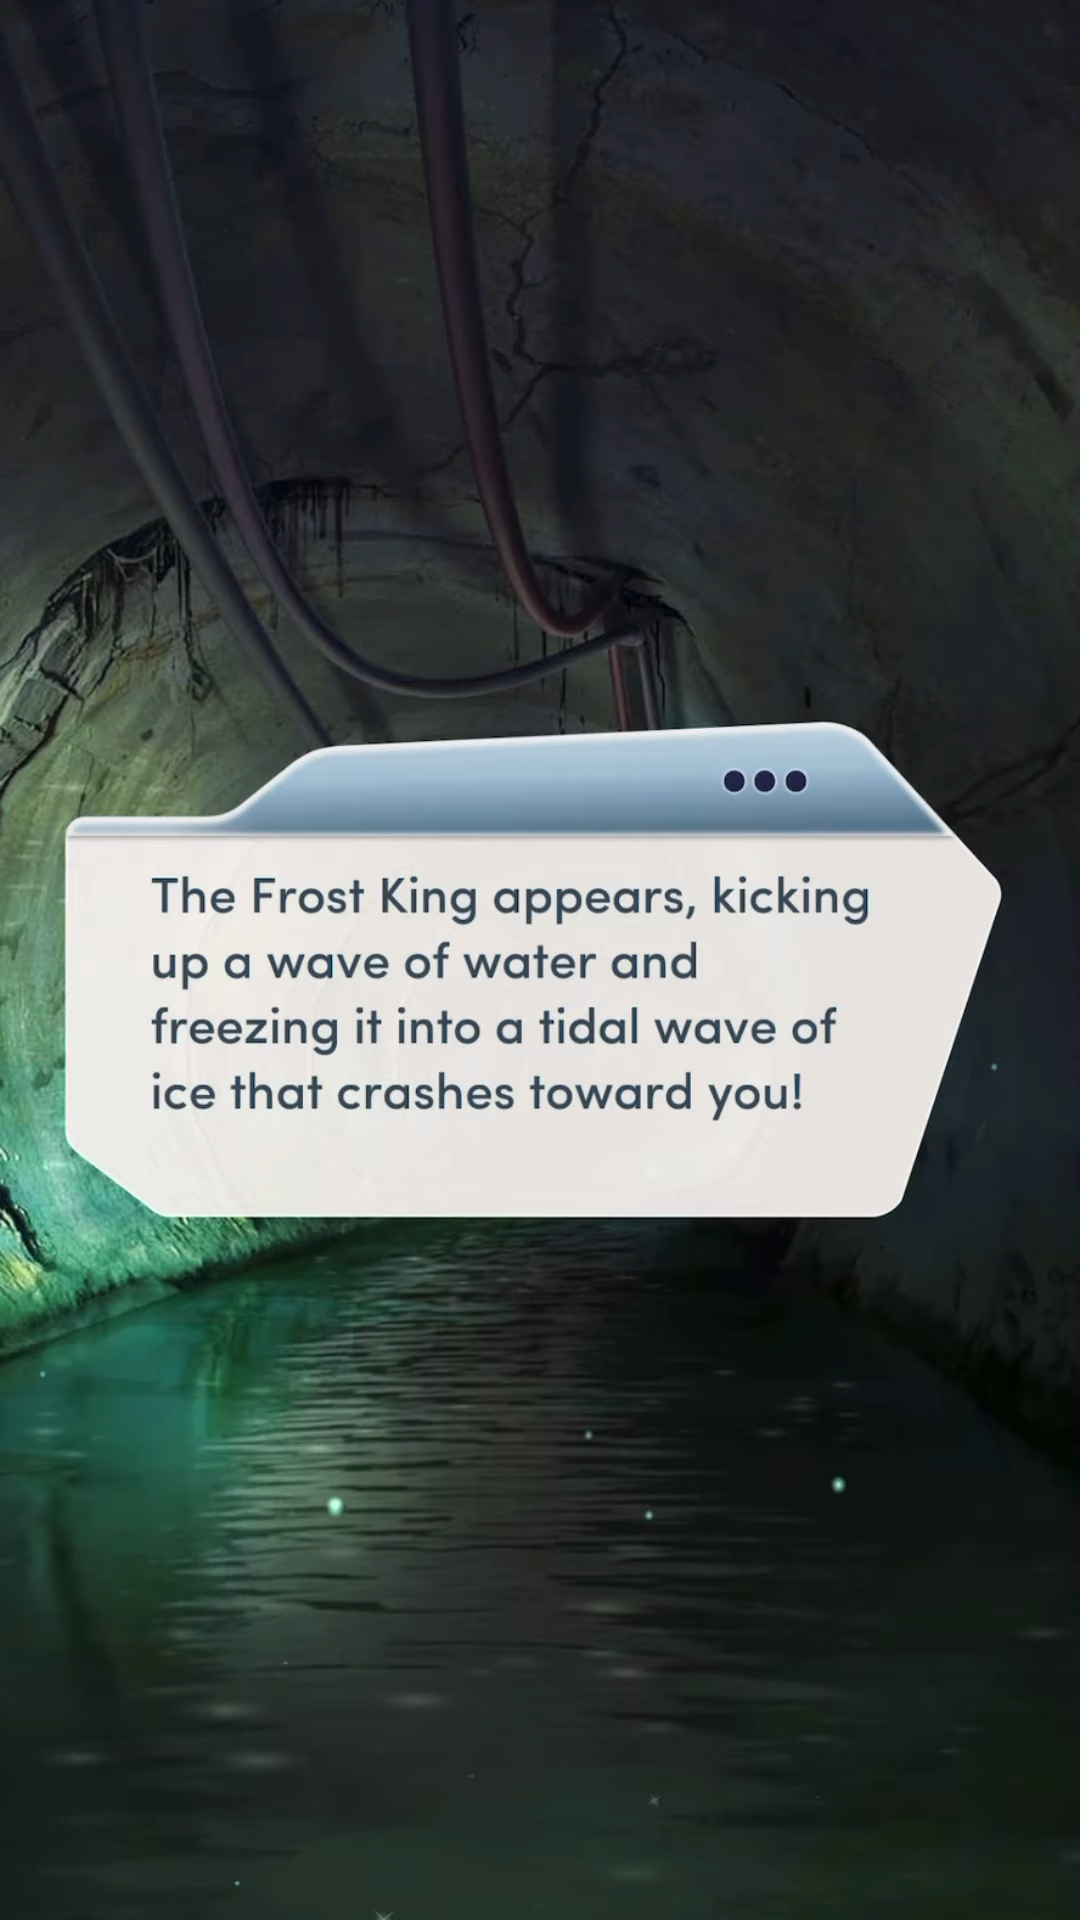 The Frost King appears, kicking
up a wave of water and
freezing it into a tidal wave of
ice that crashes toward you!